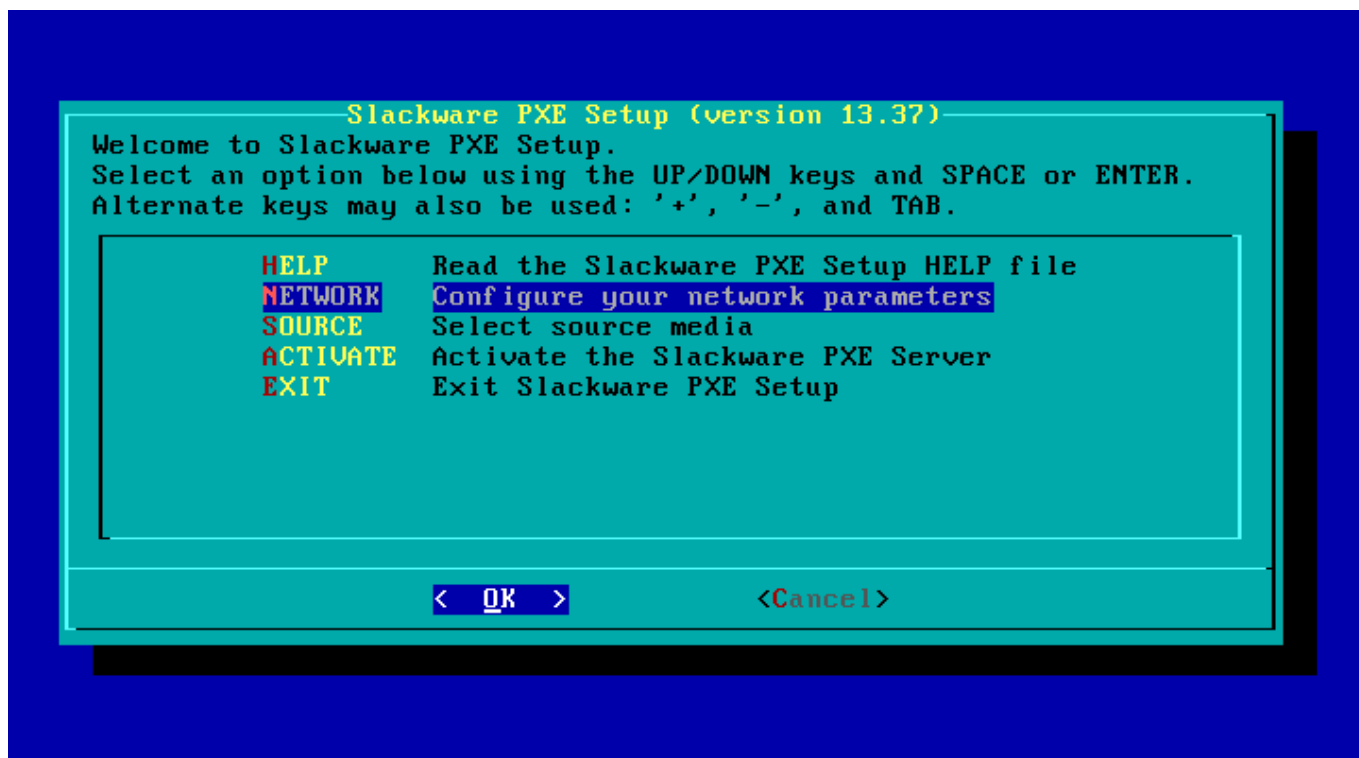 Slackware PXE Setup (version 13.37)
Welcome to Slackware PXE Setup.
Select an option below using the UP/DOWN keys and SPACE or ENTER.
Alternate keys may also be used: '+', '-', and TAB.
HELP Read the Slackware PXE Setup HELP file
NETWORK Configure your network parameters
SOURCE Select source media
ACTIVATE Activate the Slackware PXE Server
EXIT Exit Slackware PXE Setup
< OK > <Cancel>